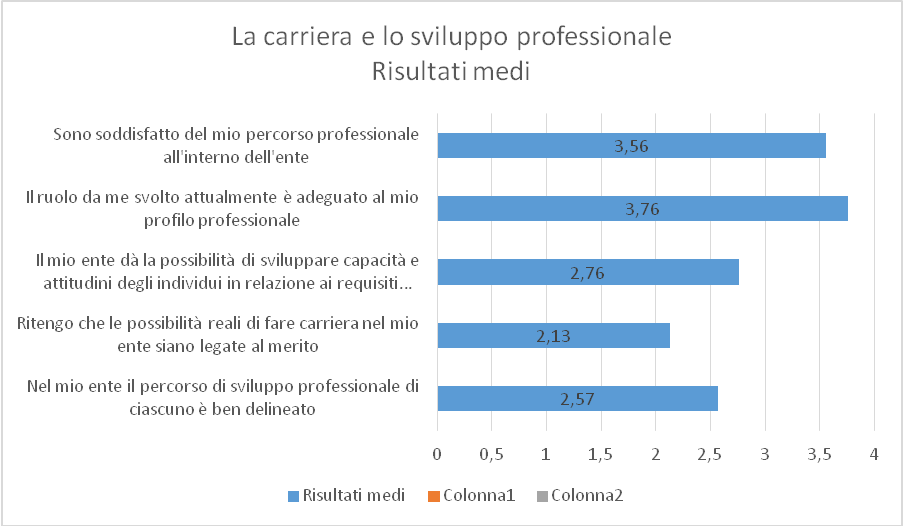 La carriera e lo sviluppo professionale
Risultati medi
Sono soddisfatto del mio percorso professionale
all'interno dell'ente
3,56
Il ruolo da me svolto attualmente è adeguato al mio
profilo professionale
3,76
Il mio ente dà la possibilità di sviluppare capacità e
attitudini degli individui in relazione ai requisiti...
2,76
Ritengo che le possibilità reali di fare carriera nel mio
ente siano legate al merito
2,13
Nel mio ente il percorso di sviluppo professionale di
ciascuno è ben delineato
2,57
0 0,5 1 1,5 2 2,5 3 3,5 4
Risultati medi Colonna1 Colonna2